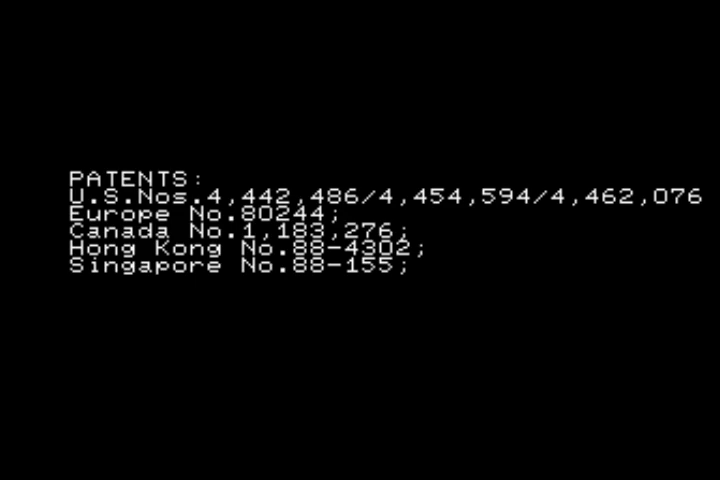 PATENTS:
U.S.Nos.4,442,486/4,454,594/4,462,076
Europe No.80244;
Canada No.1,183,276;
Hong Kong No.88-4302;
Singapore No.88-155;